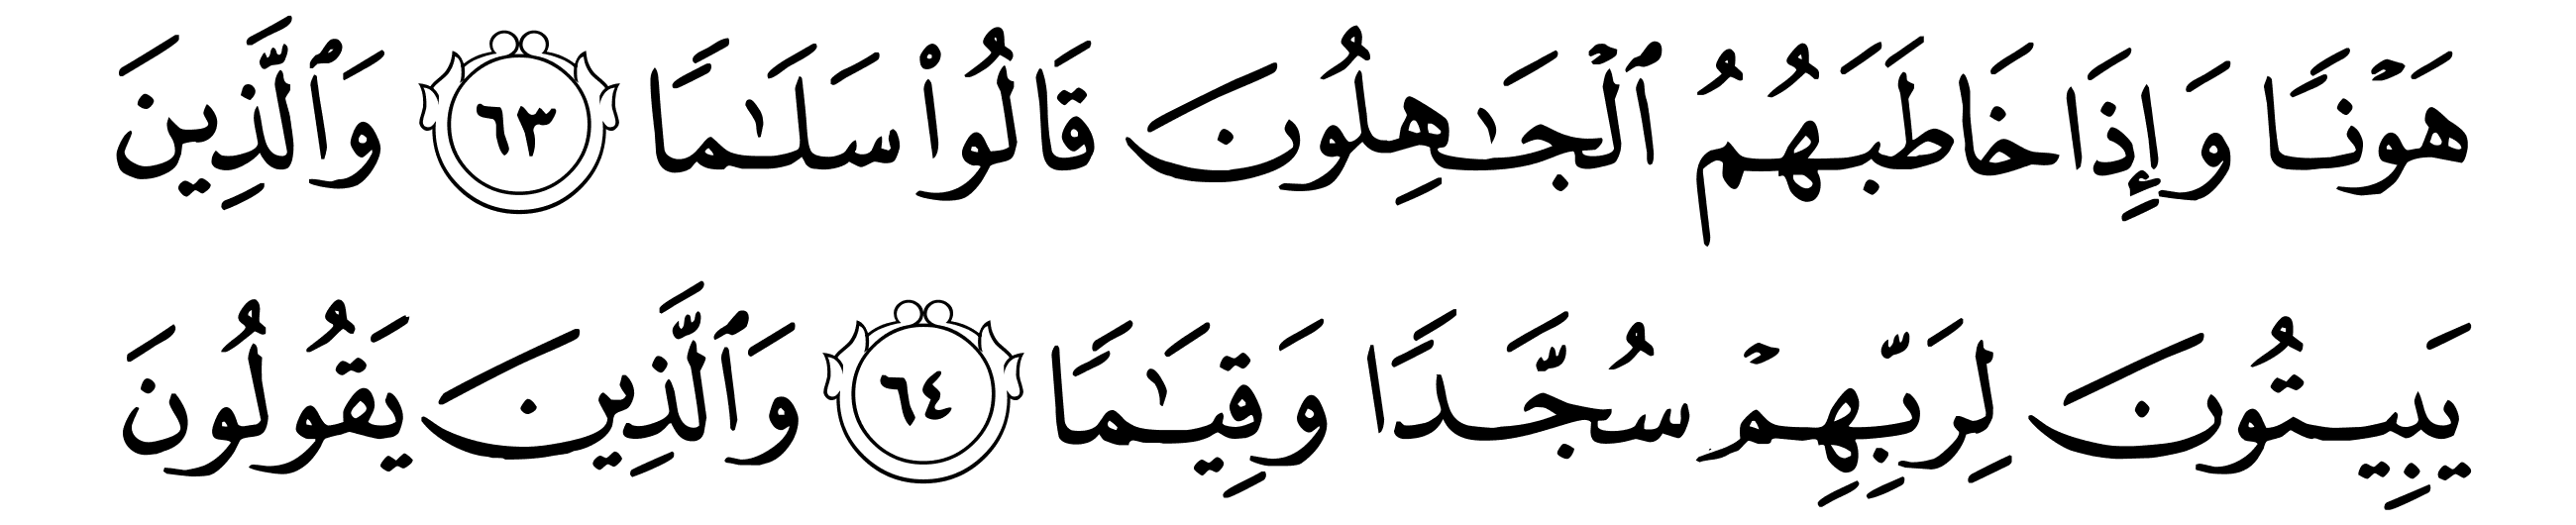 هَوْنًا وَإِذَا خَاطَبَهُمُ ٱلْجَـٰهِلُونَ قَالُوا۟ سَلَـٰمًا ٦٣ وَٱلَّذِينَ
يَبِيتُونَ لِرَبِّهِمْ سُجَّدًا وَقِيَـٰمًا ٦٤ وَٱلَّذِينَ يَقُولُونَ